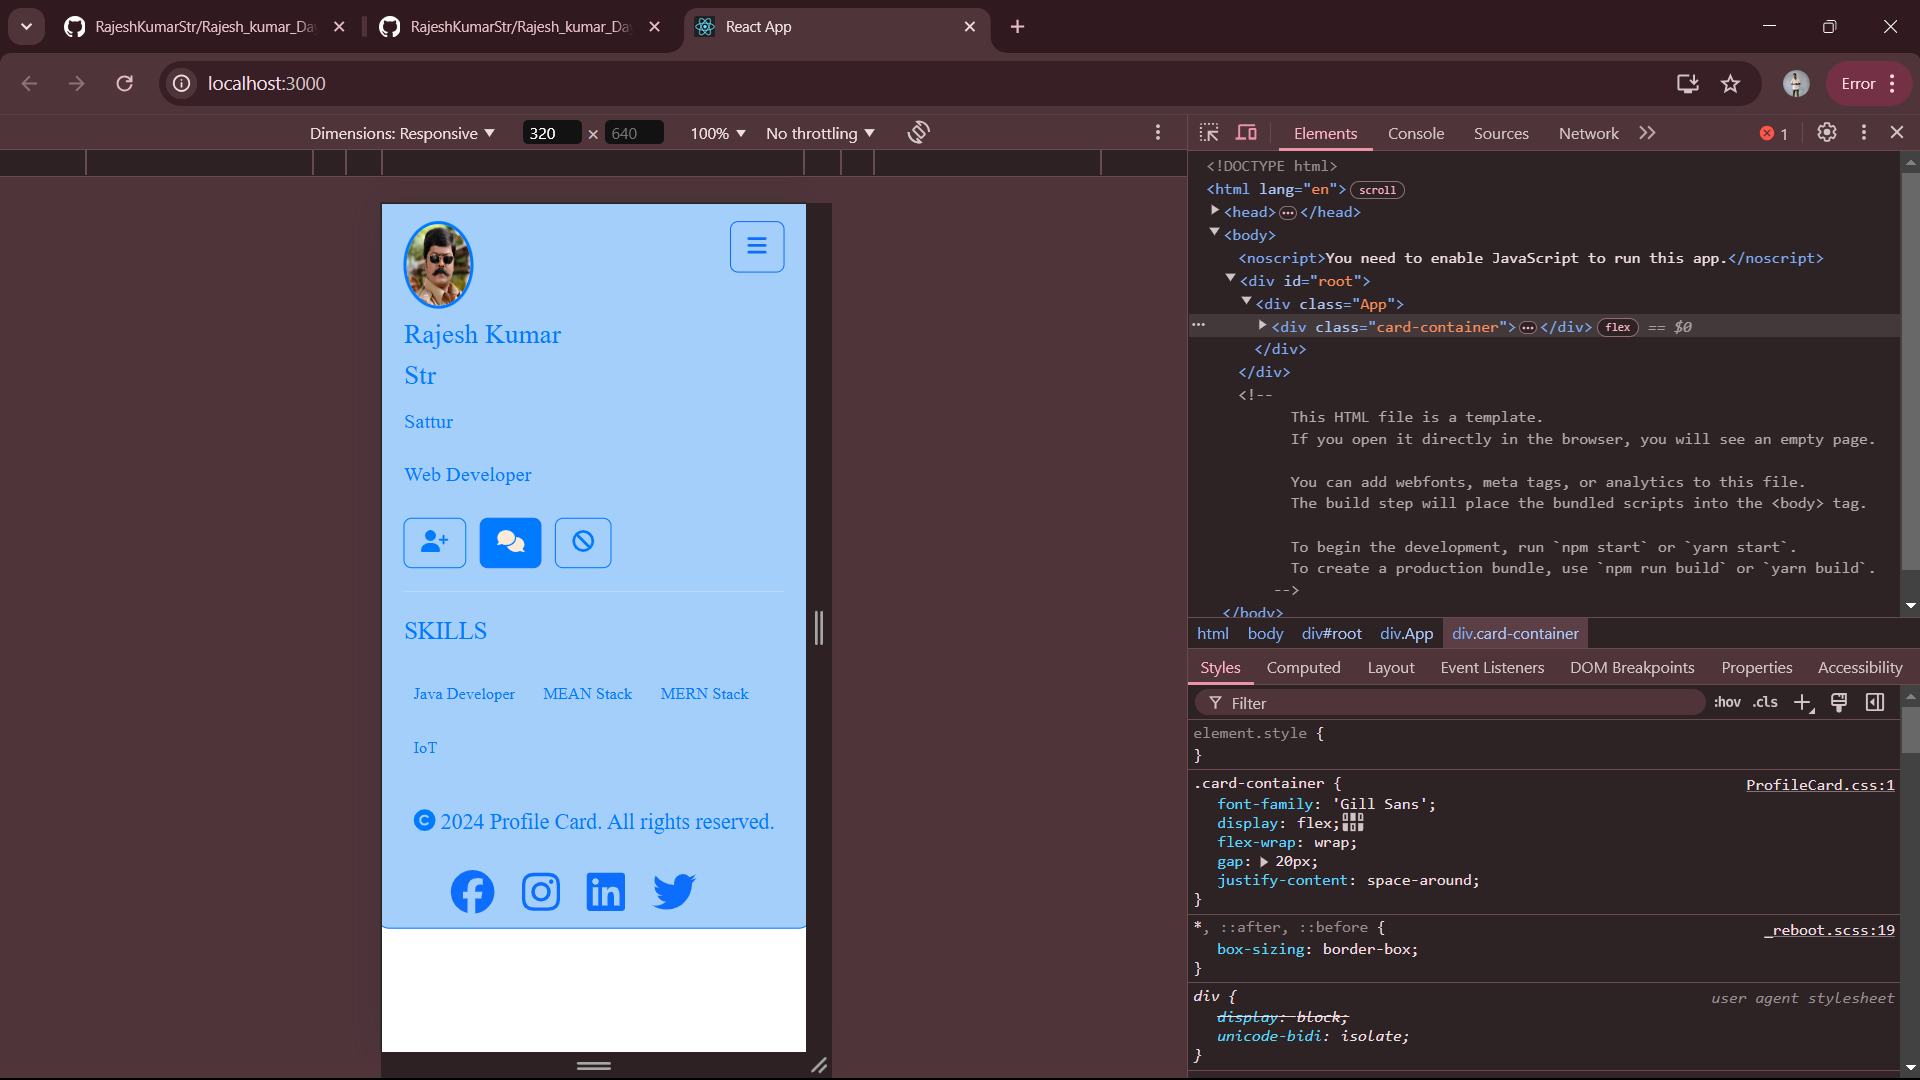 RajeshKumarStr/Rajesh_kumar_Da
RajeshKumarStr/Rajesh_kumar_Da
React App
localhost:3000
Error
Dimensions: Responsive
320 × 640
100%
No throttling
Elements
Console
Sources
Network
1
<!DOCTYPE html>
<html lang="en"> scroll
<head> ••• </head>
<body>
<noscript>You need to enable JavaScript to run this app.</noscript>
<div id="root">
<div class="App">
••• <div class="card-container"> ••• </div> flex == $0
</div>
</div>
<!--
This HTML file is a template.
If you open it directly in the browser, you will see an empty page.
You can add webfonts, meta tags, or analytics to this file.
The build step will place the bundled scripts into the <body> tag.
To begin the development, run `npm start` or `yarn start`.
To create a production bundle, use `npm run build` or `yarn build`.
-->
</body>
html body div#root div.App div.card-container
Styles Computed Layout Event Listeners DOM Breakpoints Properties Accessibility
Filter
:hov .cls
element.style {
}
.card-container { ProfileCard.css:1
font-family: 'Gill Sans';
display: flex;
flex-wrap: wrap;
gap: 20px;
justify-content: space-around;
}
*, ::after, ::before { _reboot.scss:19
box-sizing: border-box;
}
div { user agent stylesheet
display: block;
unicode-bidi: isolate;
}
Rajesh Kumar
Str
Sattur
Web Developer
SKILLS
Java Developer MEAN Stack MERN Stack
IoT
© 2024 Profile Card. All rights reserved.